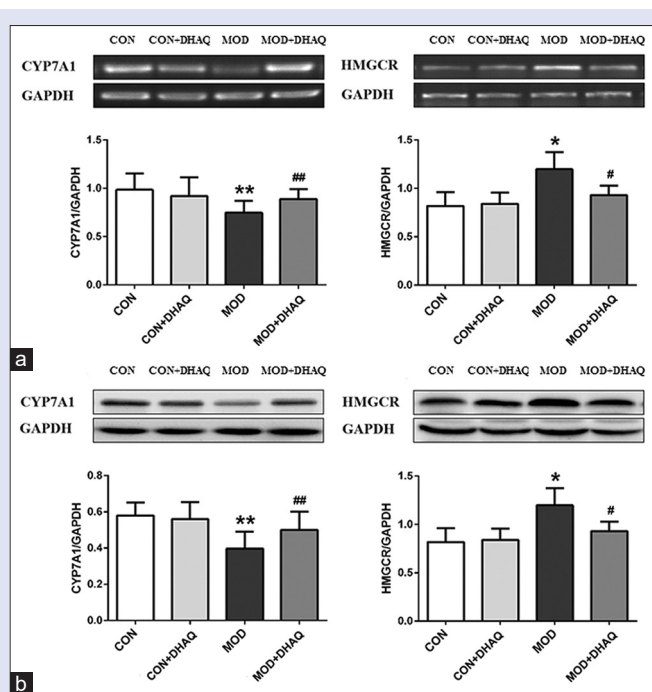 CON CON+DHAQ MOD MOD+DHAQ
CYP7A1
GAPDH
CYP7A1/GAPDH
1.5
1.0
0.5
0.0
** ##
CON CON+DHAQ MOD MOD+DHAQ
CON CON+DHAQ MOD MOD+DHAQ
HMGCR
GAPDH
HMGCR/GAPDH
1.5
1.0
0.5
0.0
* #
CON CON+DHAQ MOD MOD+DHAQ
a
CON CON+DHAQ MOD MOD+DHAQ
CYP7A1
GAPDH
CYP7A1/GAPDH
0.8
0.6
0.4
0.2
0.0
** ##
CON CON+DHAQ MOD MOD+DHAQ
CON CON+DHAQ MOD MOD+DHAQ
HMGCR
GAPDH
HMGCR/GAPDH
1.5
1.0
0.5
0.0
* #
CON CON+DHAQ MOD MOD+DHAQ
b